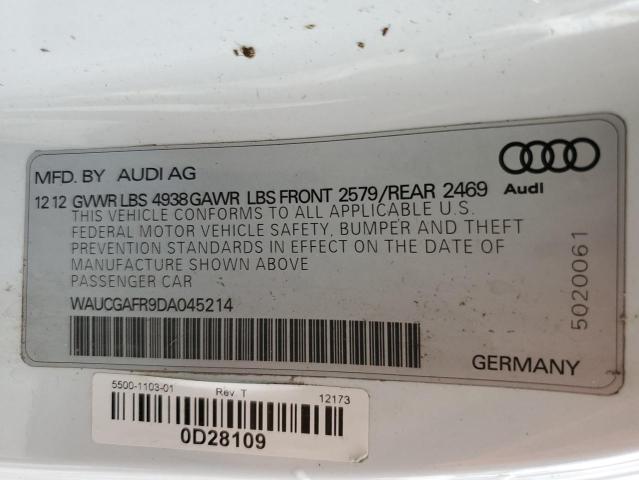 MFD. BY AUDI AG
12 12 GVWR LBS 4938 GAWR LBS FRONT 2579/REAR 2469
Audi
THIS VEHICLE CONFORMS TO ALL APPLICABLE U.S.
FEDERAL MOTOR VEHICLE SAFETY, BUMPER AND THEFT
PREVENTION STANDARDS IN EFFECT ON THE DATE OF
MANUFACTURE SHOWN ABOVE
PASSENGER CAR
WAUCGAFR9DA045214
5020061
GERMANY
5500-1103-01 Rev. T 12173
0D28109